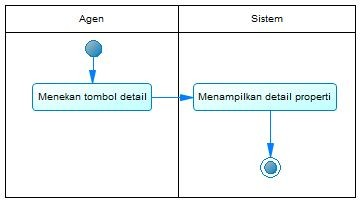 Agen
Sistem
Menekan tombol detail
Menampilkan detail properti